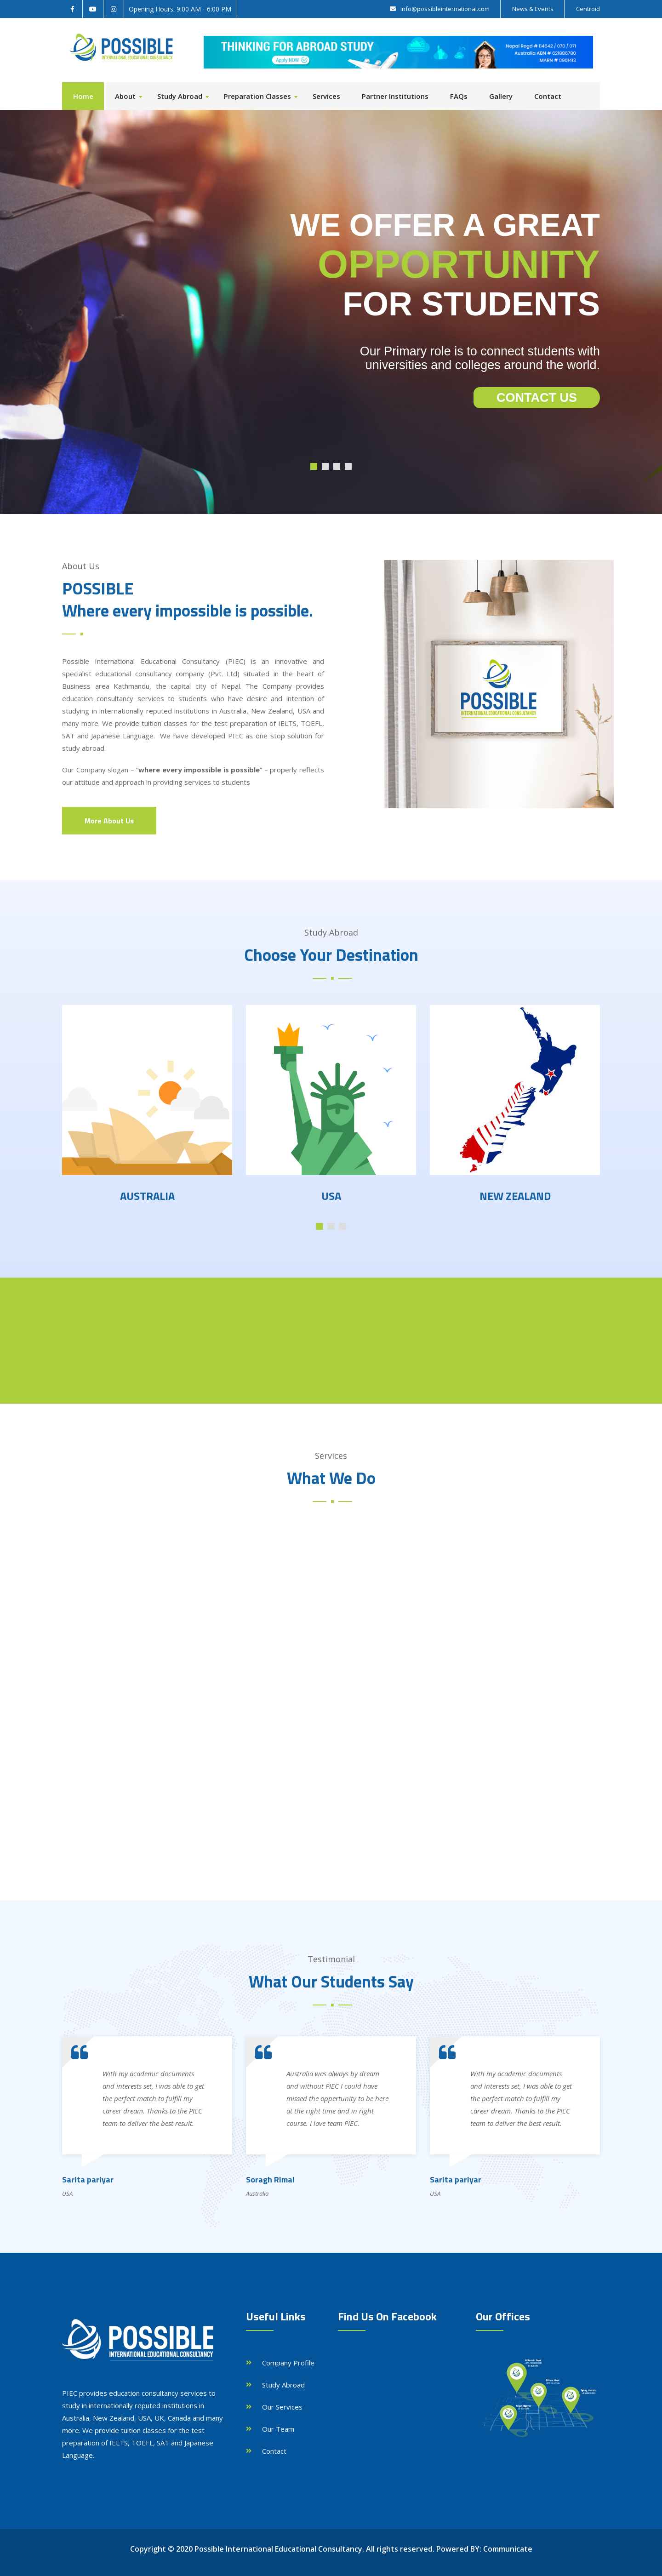 Opening Hours: 9:00 AM - 6:00 PM
info@possibleinternational.com
News & Events
Centroid
POSSIBLE
INTERNATIONAL EDUCATIONAL CONSULTANCY
THINKING FOR ABROAD STUDY
Apply NOW
Home
About
Study Abroad
Preparation Classes
Services
Partner Institutions
FAQs
Gallery
Contact
WE OFFER A GREAT
OPPORTUNITY
FOR STUDENTS
Our Primary role is to connect students with
universities and colleges around the world.
CONTACT US
About Us
POSSIBLE
Where every impossible is possible.
Possible International Educational Consultancy (PIEC) is an innovative and
specialist educational consultancy company (Pvt. Ltd) situated in the heart of
Business area Kathmandu, the capital city of Nepal. The Company provides
education consultancy services to students who have desire and intention of
studying in internationally reputed institutions in Australia, New Zealand, USA and
many more. We provide tuition classes for the test preparation of IELTS, TOEFL,
SAT and Japanese Language. We have developed PIEC as one stop solution for
study abroad.
Our Company slogan – “where every impossible is possible” – properly reflects
our attitude and approach in providing services to students
More About Us
POSSIBLE
INTERNATIONAL EDUCATIONAL CONSULTANCY
Study Abroad
Choose Your Destination
AUSTRALIA
USA
NEW ZEALAND
Services
What We Do
Testimonial
What Our Students Say
With my academic documents
and interests set, I was able to get
the perfect match to fulfill my
career dream. Thanks to the PIEC
team to deliver the best result.
Sarita pariyar
USA
Australia was always by dream
and without PIEC I could have
missed the oppertunity to be here
at the right time and in right
course. I love team PIEC.
Soragh Rimal
Australia
With my academic documents
and interests set, I was able to get
the perfect match to fulfill my
career dream. Thanks to the PIEC
team to deliver the best result.
Sarita pariyar
USA
POSSIBLE
INTERNATIONAL EDUCATIONAL CONSULTANCY
PIEC provides education consultancy services to
study in internationally reputed institutions in
Australia, New Zealand, USA, UK, Canada and many
more. We provide tuition classes for the test
preparation of IELTS, TOEFL, SAT and Japanese
Language.
Useful Links
Company Profile
Study Abroad
Our Services
Our Team
Contact
Find Us On Facebook
Our Offices
Copyright © 2020 Possible International Educational Consultancy. All rights reserved. Powered BY: Communicate